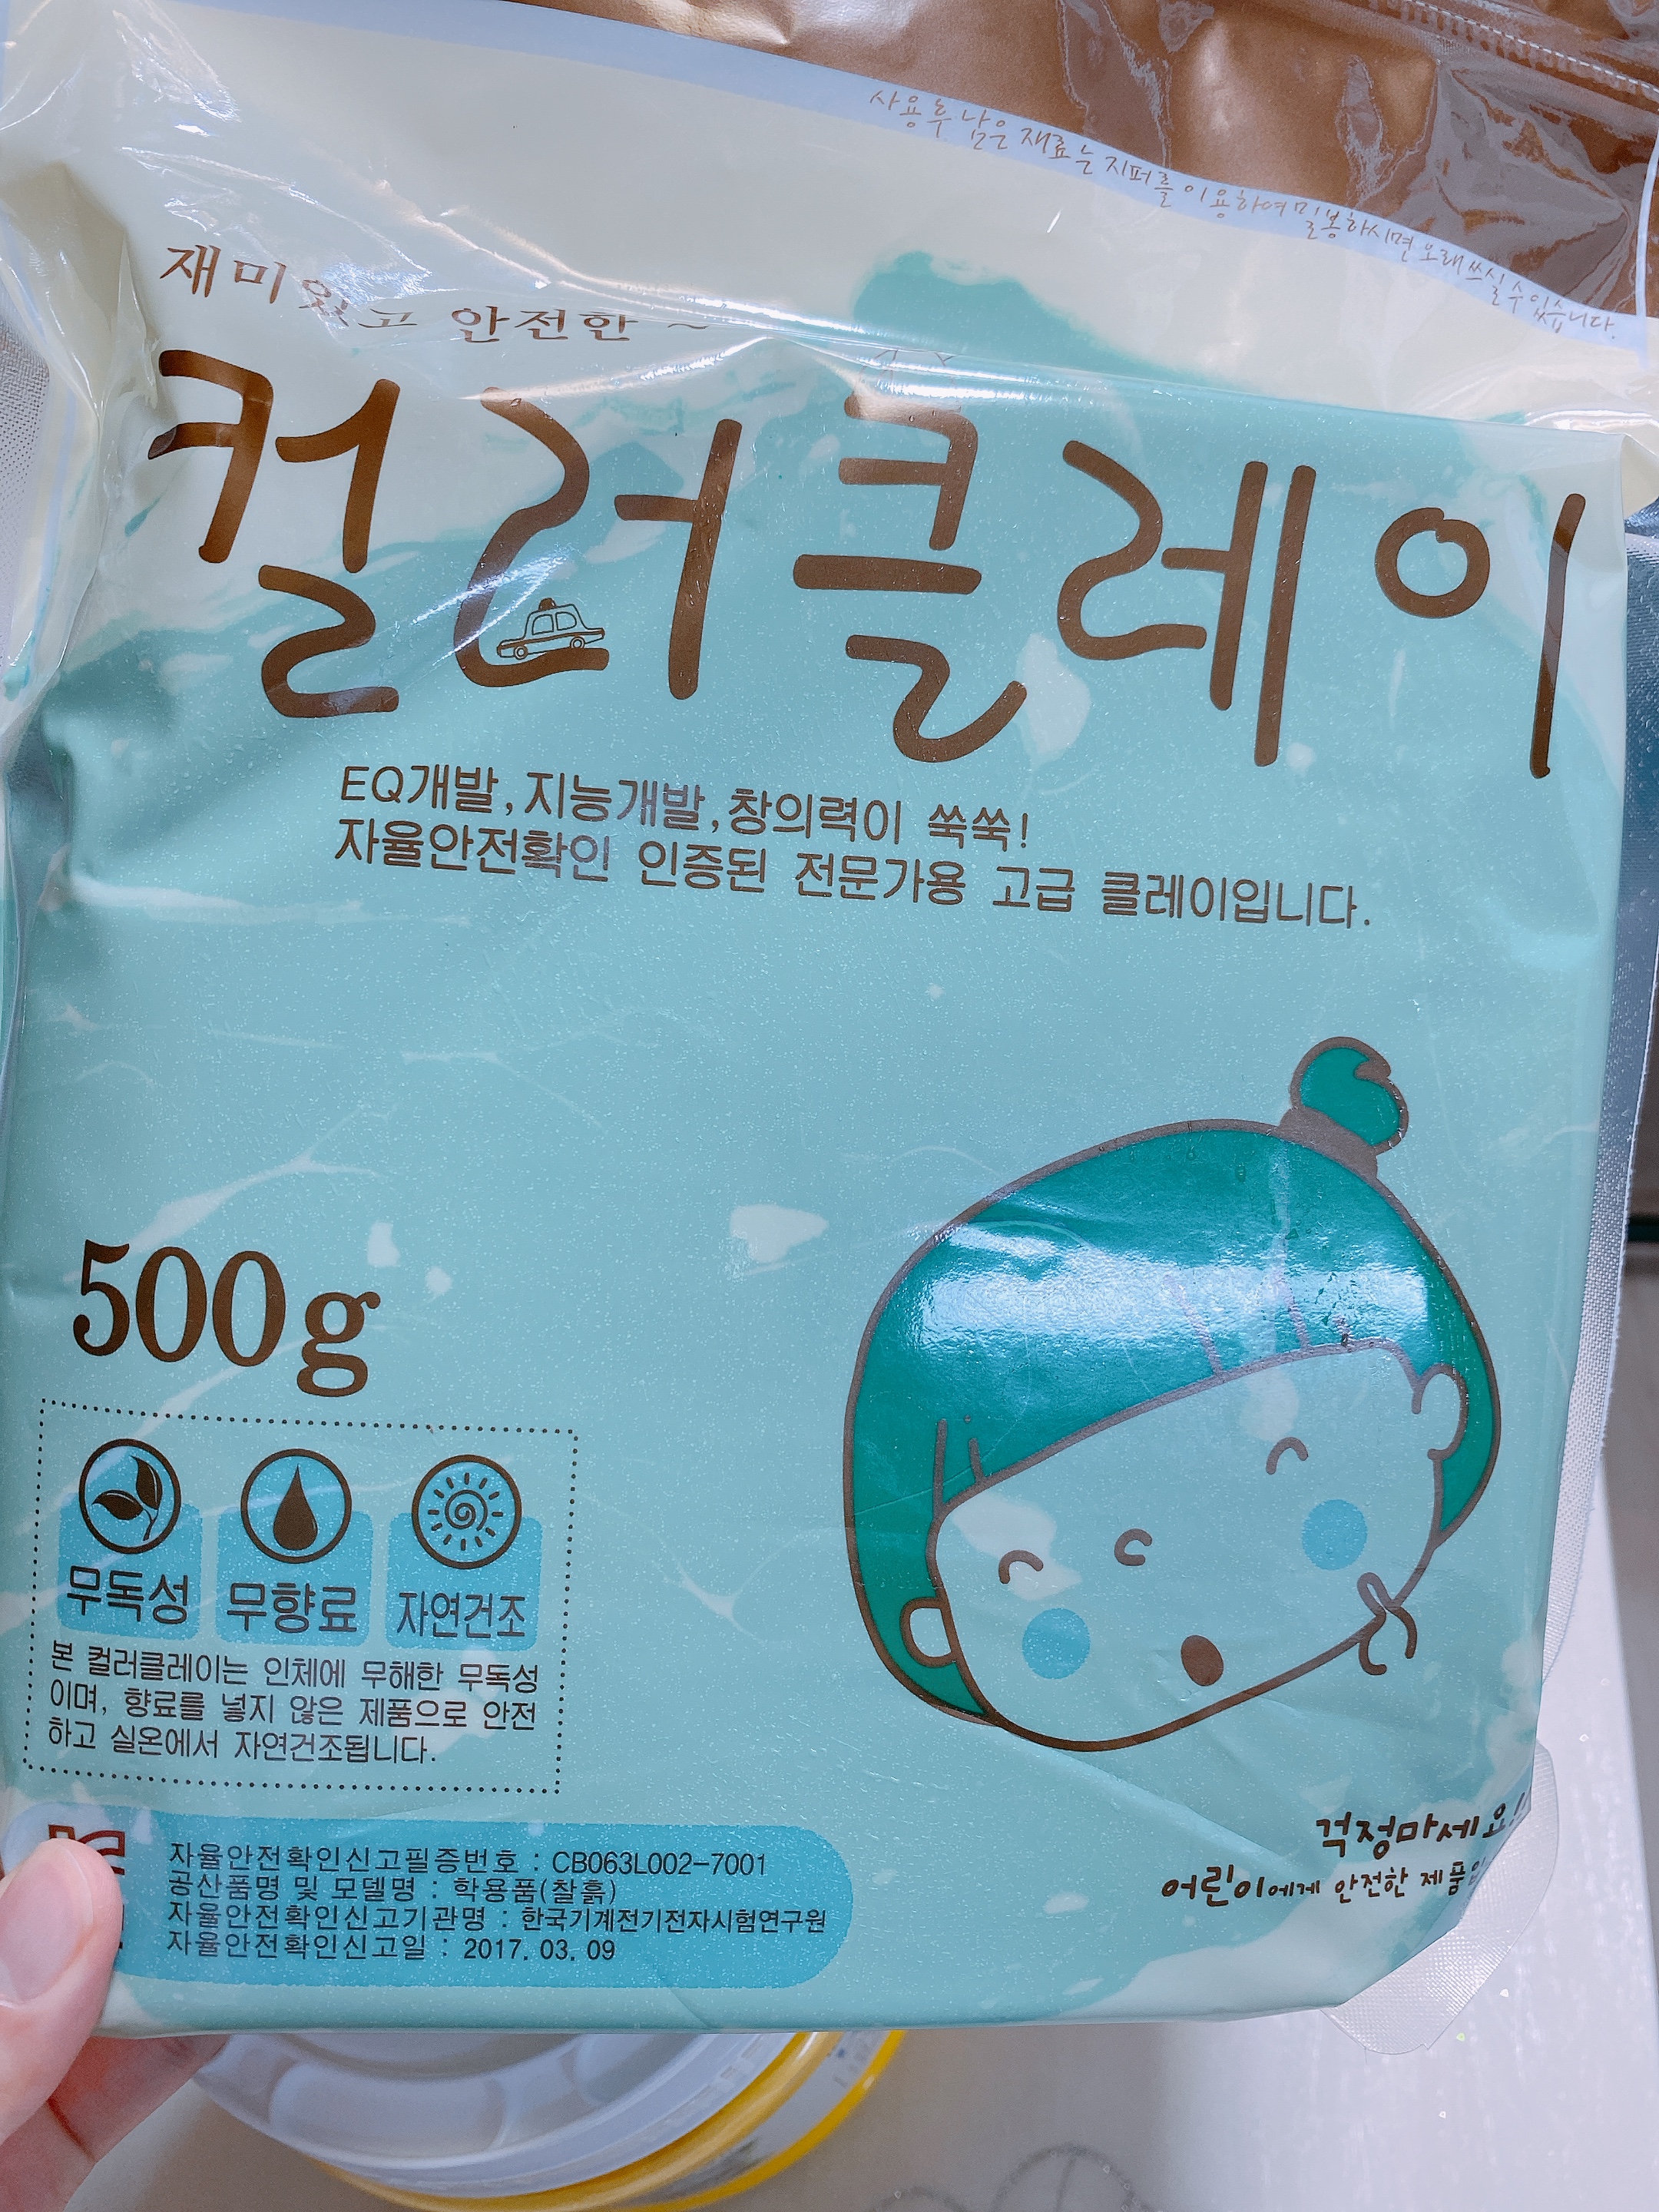 사용 후 남은 재료는 지퍼를 이용하여 밀봉하시면 오래 쓰실 수 있습니다.
재미있고 안전한 ~
컬러클레이
EQ개발, 지능개발, 창의력이 쑥쑥!
자율안전확인 인증된 전문가용 고급 클레이입니다.
500g
무독성 무향료 자연건조
본 컬러클레이는 인체에 무해한 무독성
이며, 향료를 넣지 않은 제품으로 안전
하고 실온에서 자연건조됩니다.
자율안전확인신고필증번호 : CB063L002-7001
공산품명 및 모델명 : 학용품(찰흙)
자율안전확인신고기관명 : 한국기계전기전자시험연구원
자율안전확인신고일 : 2017. 03. 09
걱정마세요!!
어린이에게 안전한 제품